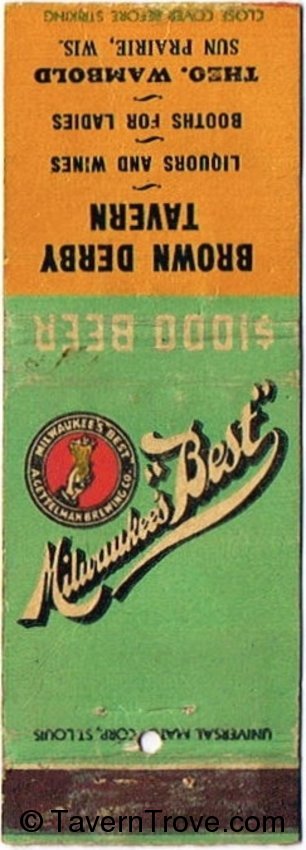 CLOSE COVER BEFORE STRIKING
SUN PRAIRIE, WIS.
THEO. WAMBOLD
BOOTHS FOR LADIES
LIQUORS AND WINES
BROWN DERBY
TAVERN
$1000 BEER
MILWAUKEE'S BEST
A. GETTELMAN BREWING CO.
Milwaukee's "Best"
UNIVERSAL MATCH CORP., ST. LOUIS
© TavernTrove.com